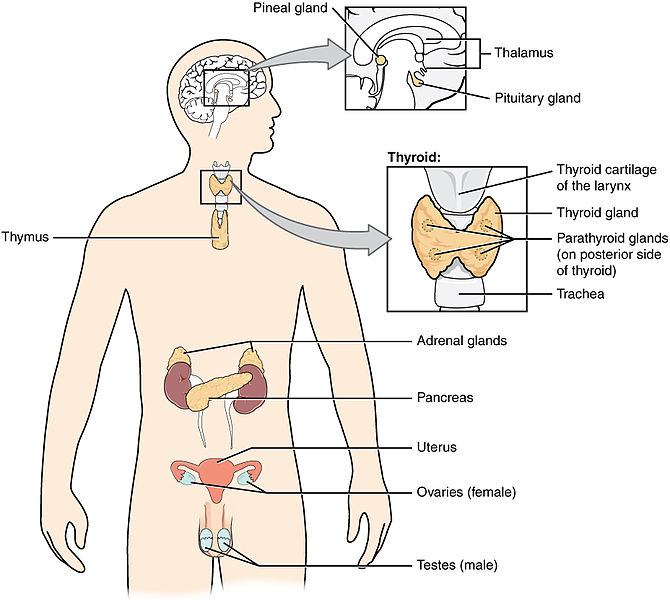 Pineal gland
Thalamus
Pituitary gland
Thyroid:
Thyroid cartilage
of the larynx
Thyroid gland
Parathyroid glands
(on posterior side
of thyroid)
Trachea
Thymus
Adrenal glands
Pancreas
Uterus
Ovaries (female)
Testes (male)